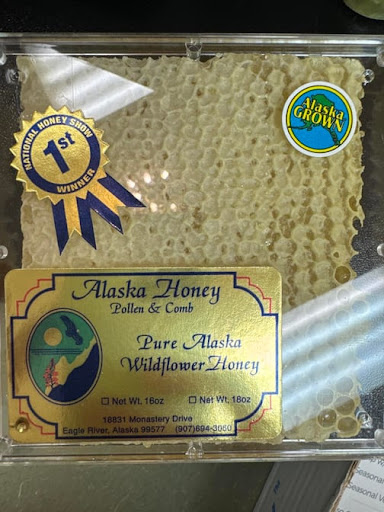 NATIONAL HONEY SHOW
1st
WINNER
Alaska
GROWN
Alaska Honey
Pollen & Comb
Pure Alaska
Wildflower Honey
☐ Net Wt. 16oz ☐ Net Wt. 18oz
18831 Monastery Drive
Eagle River, Alaska 99577 (907)694-3950